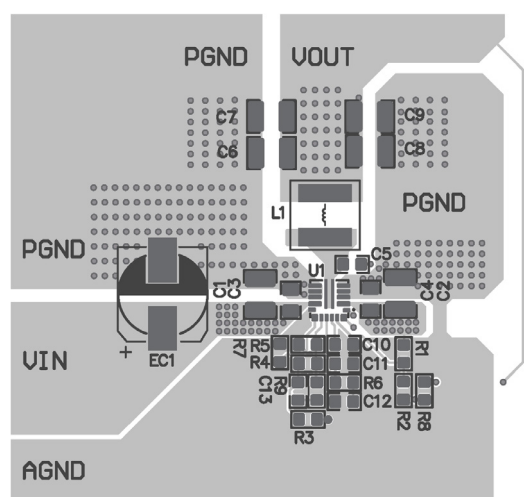 PGND VOUT
C7 C9
C6 C8
L1
PGND
PGND
C5
U1
C1 C3 C4 C2
VIN
+ EC1
R7 R5 C10 R1
R4 C11
R9 R6
C13 C12
R2 R8
R3
AGND